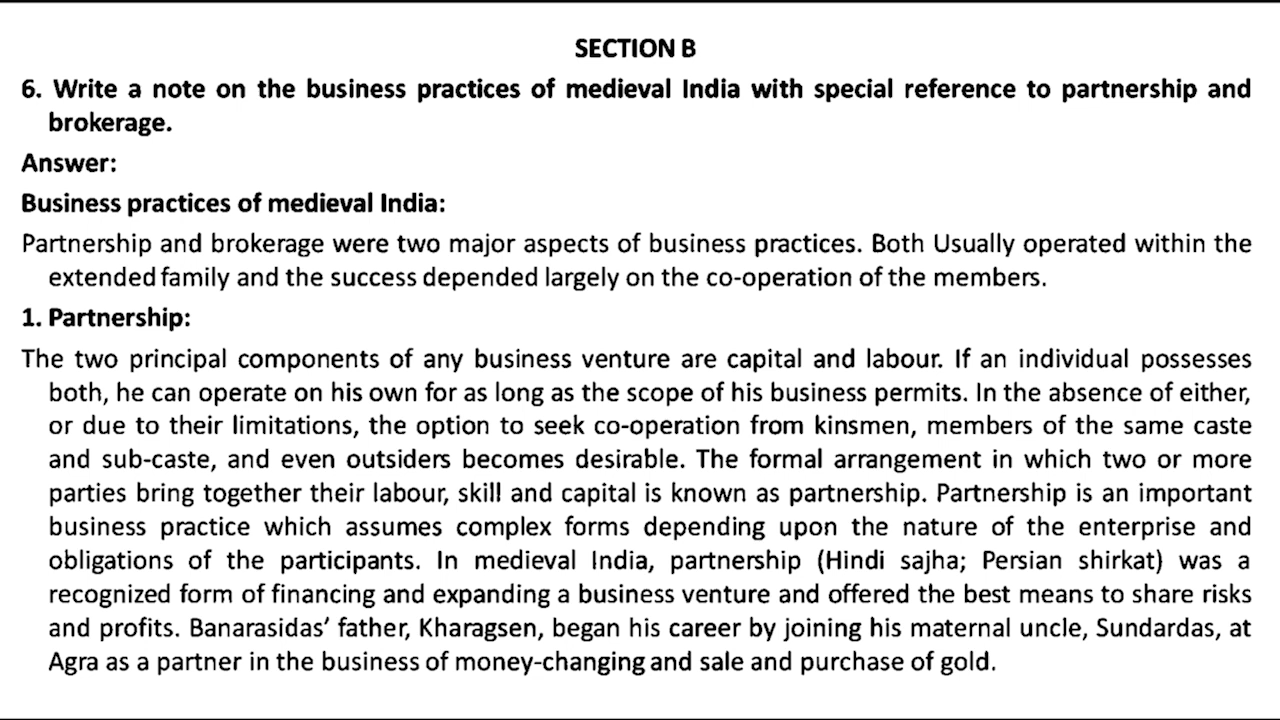 SECTION B
6. Write a note on the business practices of medieval India with special reference to partnership and
brokerage.
Answer:
Business practices of medieval India:
Partnership and brokerage were two major aspects of business practices. Both Usually operated within the
extended family and the success depended largely on the co-operation of the members.
1. Partnership:
The two principal components of any business venture are capital and labour. If an individual possesses
both, he can operate on his own for as long as the scope of his business permits. In the absence of either,
or due to their limitations, the option to seek co-operation from kinsmen, members of the same caste
and sub-caste, and even outsiders becomes desirable. The formal arrangement in which two or more
parties bring together their labour, skill and capital is known as partnership. Partnership is an important
business practice which assumes complex forms depending upon the nature of the enterprise and
obligations of the participants. In medieval India, partnership (Hindi sajha; Persian shirkat) was a
recognized form of financing and expanding a business venture and offered the best means to share risks
and profits. Banarasidas’ father, Kharagsen, began his career by joining his maternal uncle, Sundardas, at
Agra as a partner in the business of money-changing and sale and purchase of gold.